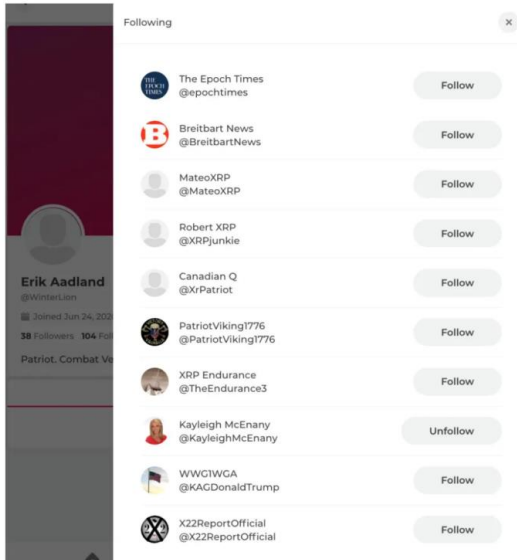 Following
×
THE
EPOCH
TIMES
The Epoch Times
@epochtimes
Follow
B
Breitbart News
@BreitbartNews
Follow
MateoXRP
@MateoXRP
Follow
Robert XRP
@XRPjunkie
Follow
Canadian Q
@XrPatriot
Follow
PatriotViking1776
@PatriotViking1776
Follow
XRP Endurance
@TheEndurance3
Follow
Kayleigh McEnany
@KayleighMcEnany
Unfollow
WWG1WGA
@KAGDonaldTrump
Follow
X22ReportOfficial
@X22ReportOfficial
Follow
Erik Aadland
@WinterLion
Joined Jun 24, 202
38 Followers 104 Foll
Patriot. Combat Ve